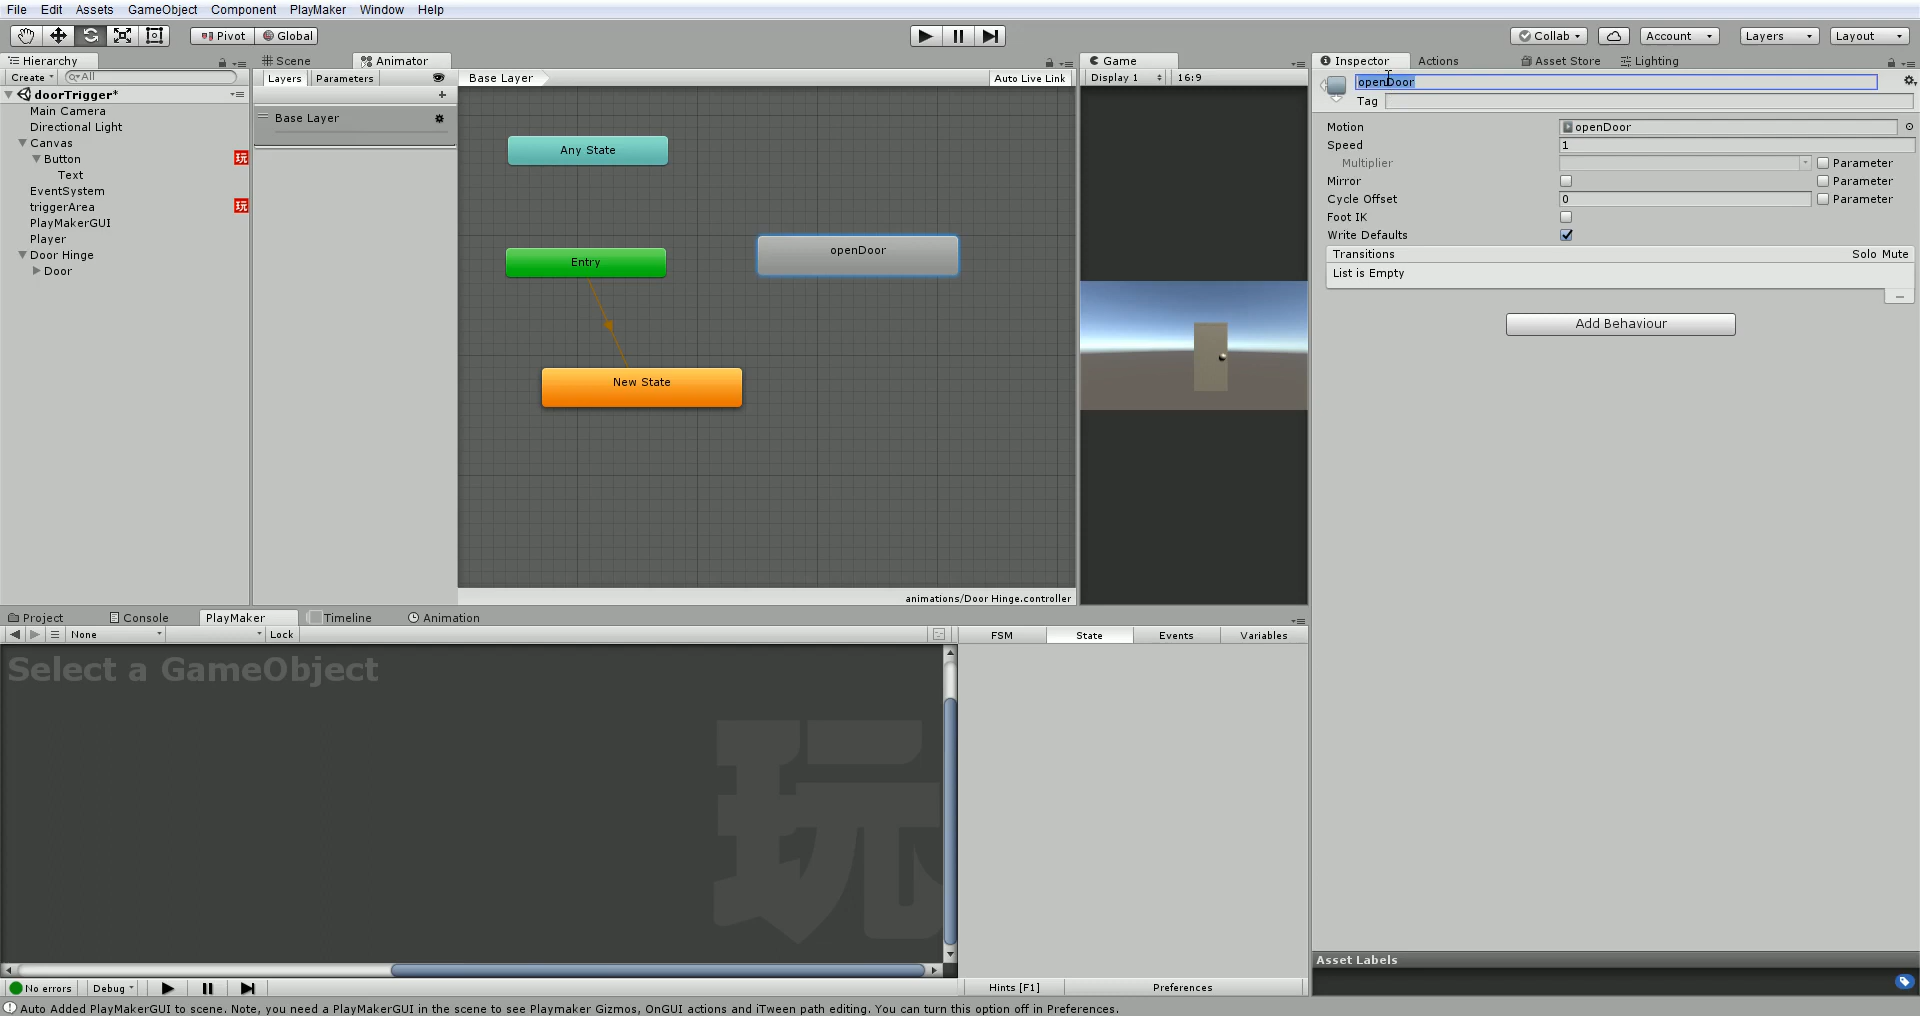 File Edit Assets GameObject Component PlayMaker Window Help
Pivot Global Collab Account Layers Layout
Hierarchy
Create All
doorTrigger*
Main Camera
Directional Light
Canvas
Button 玩
Text
EventSystem
triggerArea 玩
PlayMakerGUI
Player
Door Hinge
Door
Scene Animator
Layers Parameters Base Layer Auto Live Link
Base Layer
Any State
Entry
openDoor
New State
animations/Door Hinge.controller
Game
Display 1 16:9
Inspector Actions Asset Store Lighting
openDoor
Tag
Motion openDoor
Speed 1
Multiplier Parameter
Mirror Parameter
Cycle Offset 0 Parameter
Foot IK
Write Defaults
Transitions Solo Mute
List is Empty
Add Behaviour
Asset Labels
Project Console PlayMaker Timeline Animation
None Lock FSM State Events Variables
Select a GameObject
玩
No errors Debug Hints [F1] Preferences
Auto Added PlayMakerGUI to scene. Note, you need a PlayMakerGUI in the scene to see Playmaker Gizmos, OnGUI actions and iTween path editing. You can turn this option off in Preferences.